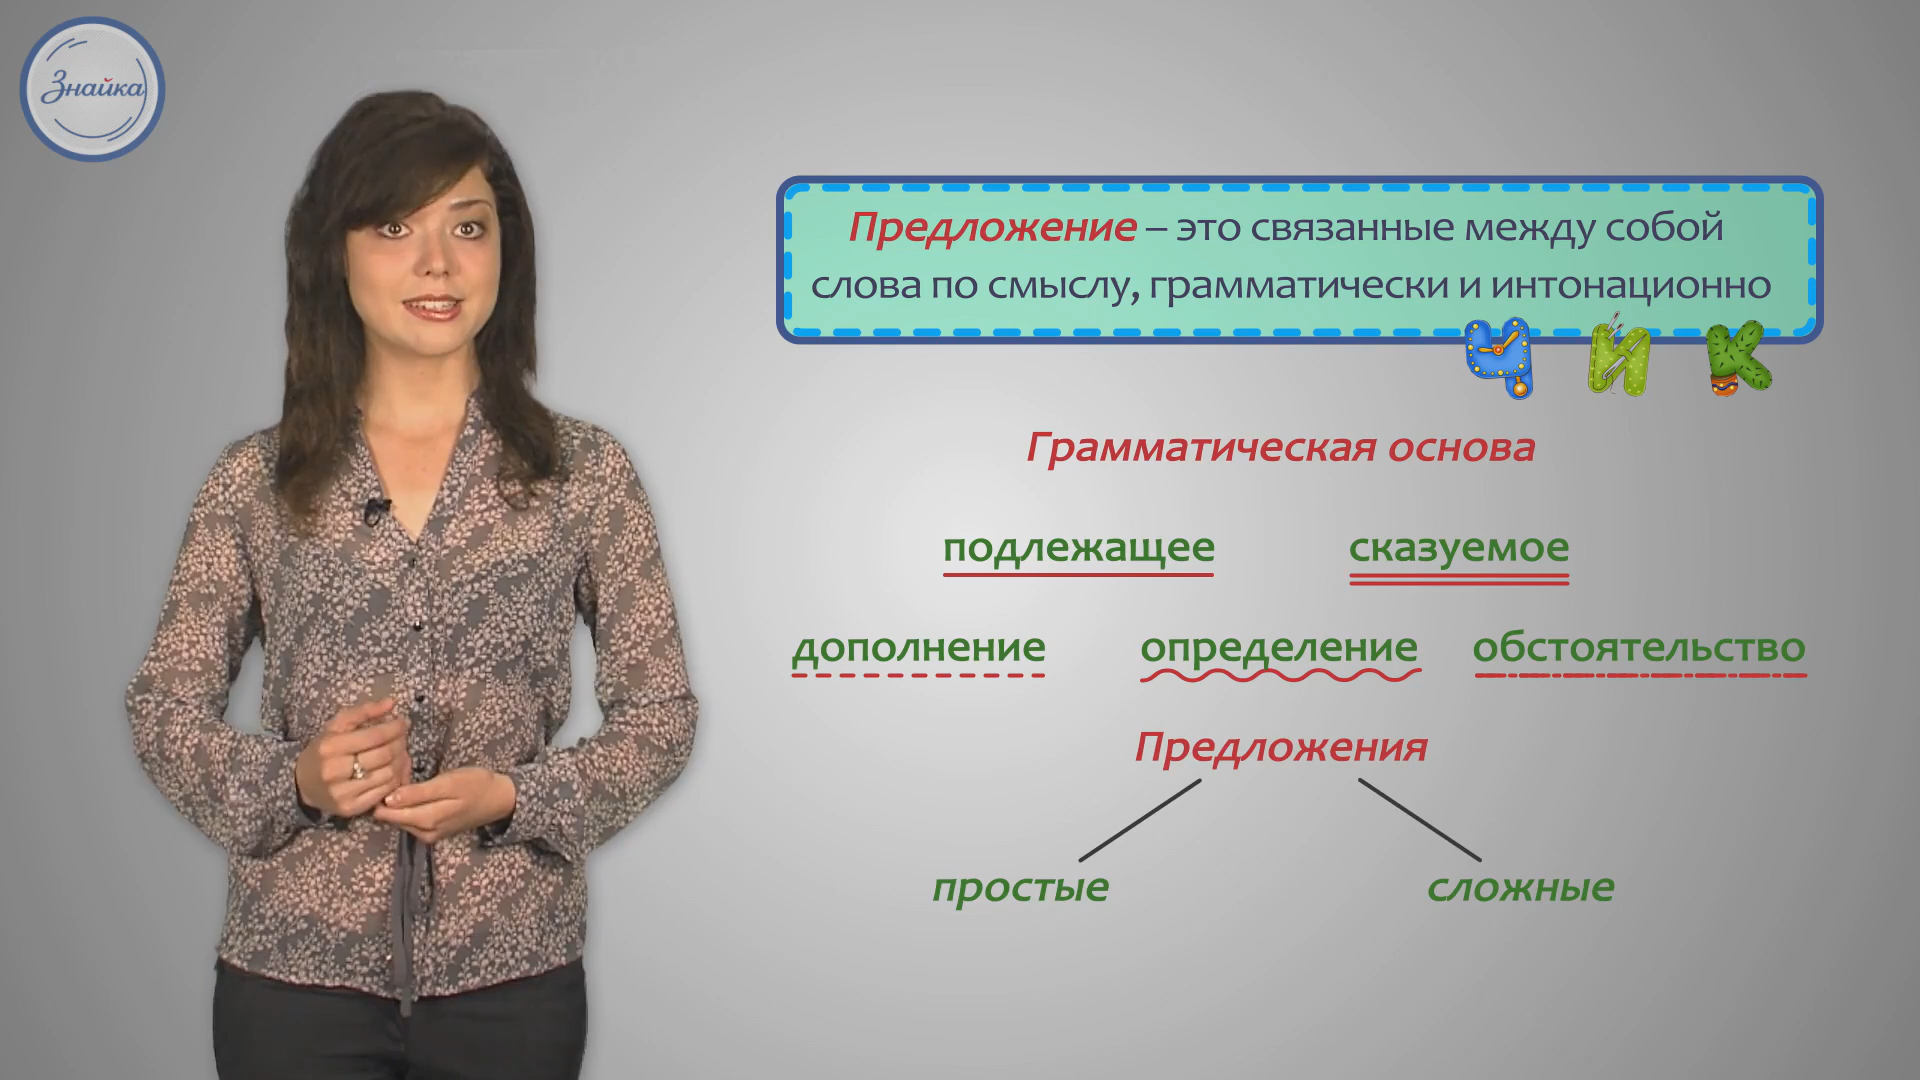 Знайка
Предложение – это связанные между собой
слова по смыслу, грамматически и интонационно
Ч И К
Грамматическая основа
подлежащее сказуемое
дополнение определение обстоятельство
Предложения
простые сложные